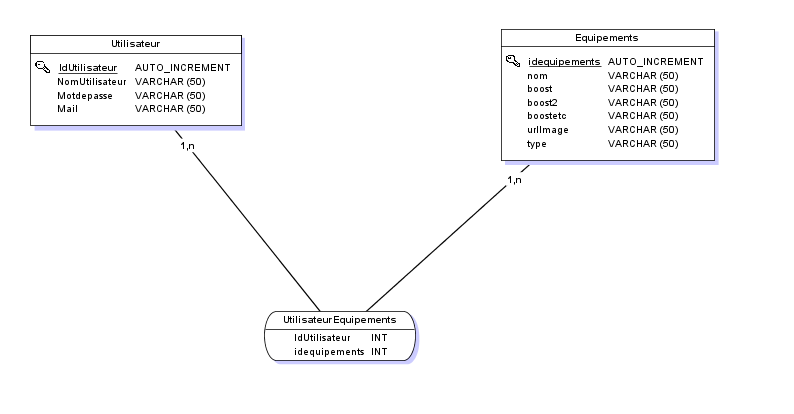 Utilisateur
IdUtilisateur AUTO_INCREMENT
NomUtilisateur VARCHAR (50)
Motdepasse VARCHAR (50)
Mail VARCHAR (50)
1,n
Equipements
idequipements AUTO_INCREMENT
nom VARCHAR (50)
boost VARCHAR (50)
boost2 VARCHAR (50)
boostetc VARCHAR (50)
urlImage VARCHAR (50)
type VARCHAR (50)
1,n
UtilisateurEquipements
IdUtilisateur INT
idequipements INT